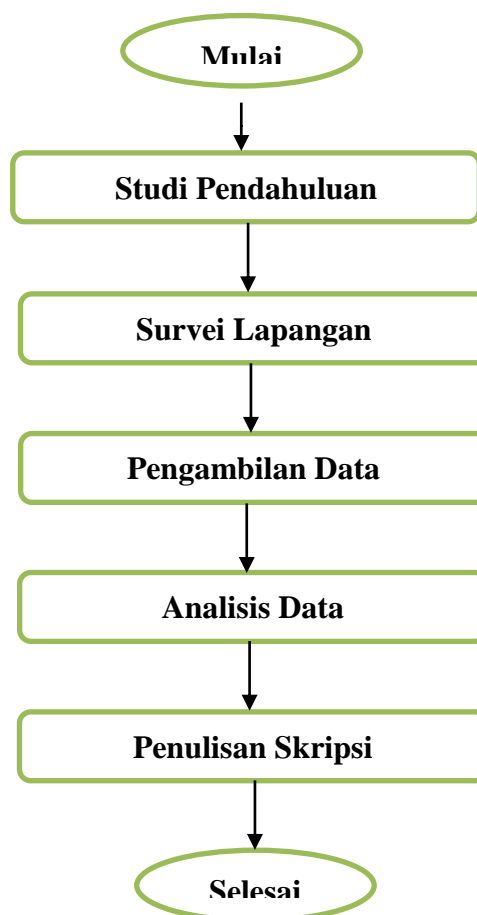 Mulai
Studi Pendahuluan
Survei Lapangan
Pengambilan Data
Analisis Data
Penulisan Skripsi
Selesai